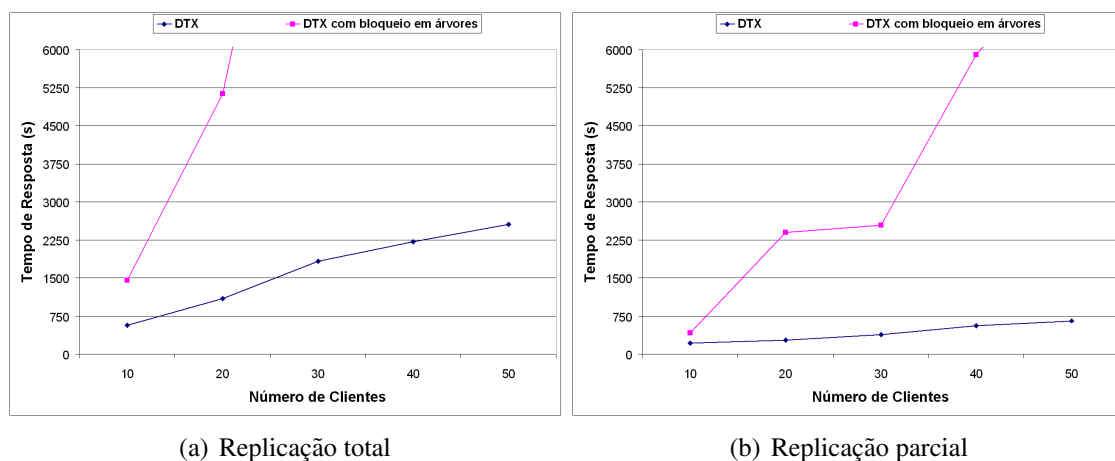 DTX DTX com bloqueio em árvores
Tempo de Resposta (s)
6000
5250
4500
3750
3000
2250
1500
750
0
10 20 30 40 50
Número de Clientes
(a) Replicação total
DTX DTX com bloqueio em árvores
Tempo de Resposta (s)
6000
5250
4500
3750
3000
2250
1500
750
0
10 20 30 40 50
Número de Clientes
(b) Replicação parcial